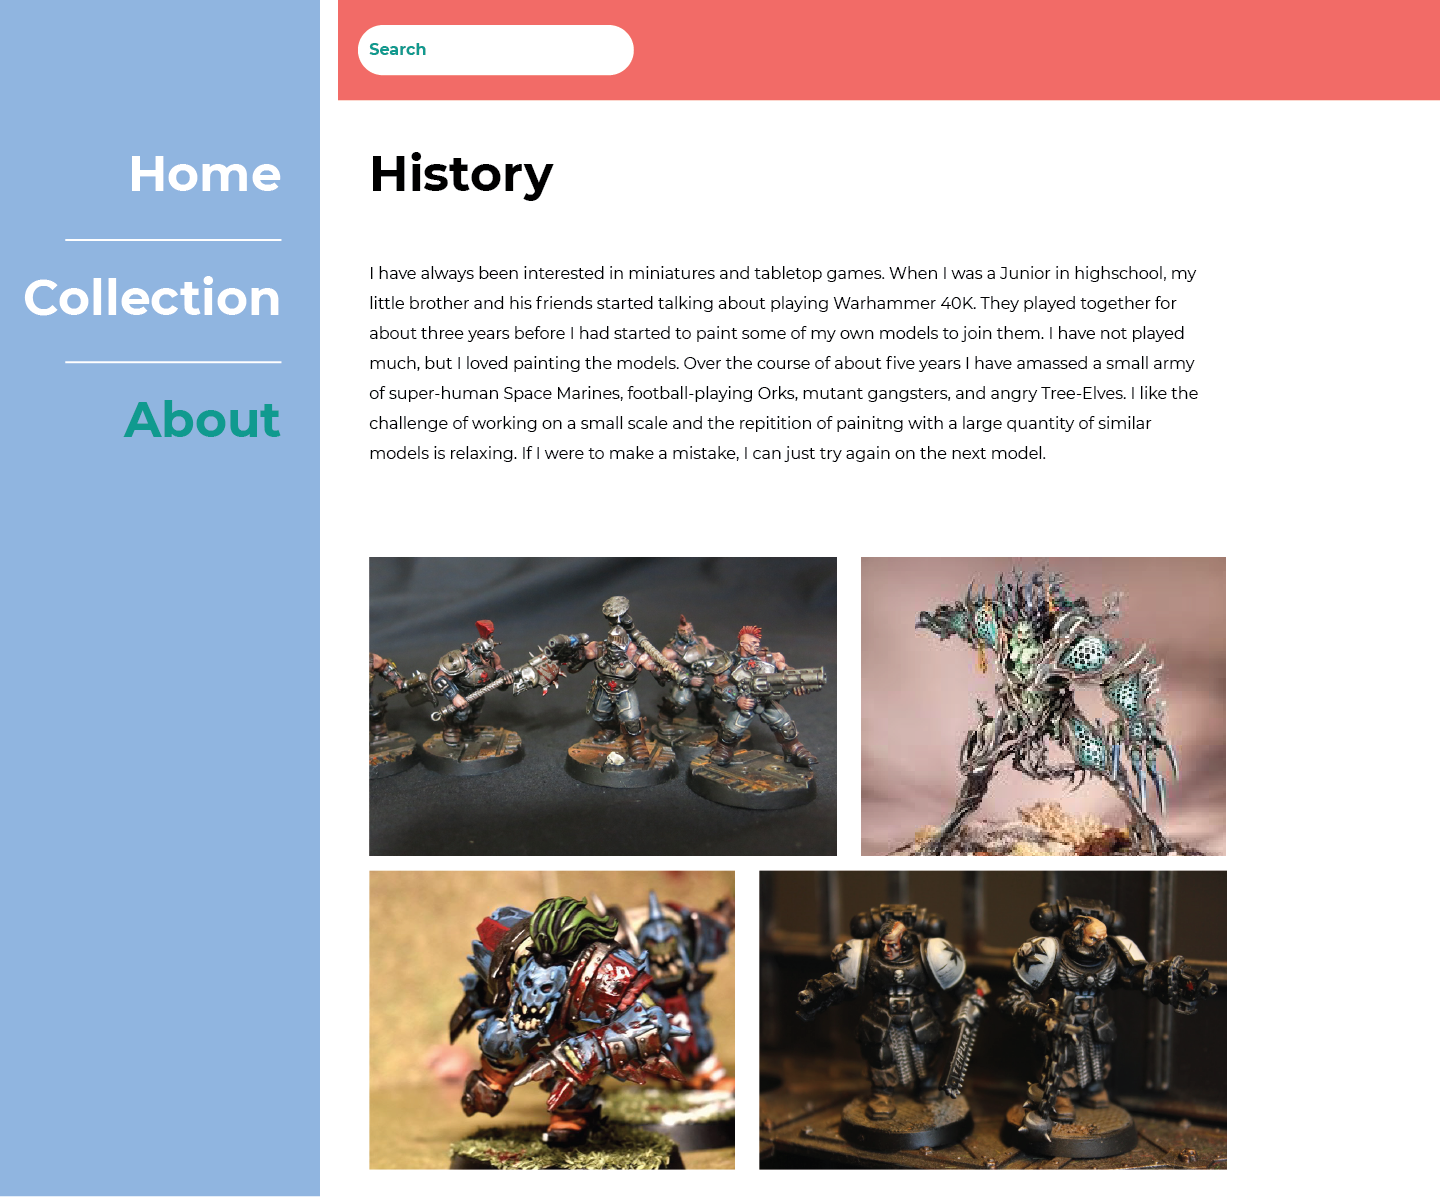 Search
Home
Collection
About
History
I have always been interested in miniatures and tabletop games. When I was a Junior in highschool, my
little brother and his friends started talking about playing Warhammer 40K. They played together for
about three years before I had started to paint some of my own models to join them. I have not played
much, but I loved painting the models. Over the course of about five years I have amassed a small army
of super-human Space Marines, football-playing Orks, mutant gangsters, and angry Tree-Elves. I like the
challenge of working on a small scale and the repitition of painitng with a large quantity of similar
models is relaxing. If I were to make a mistake, I can just try again on the next model.